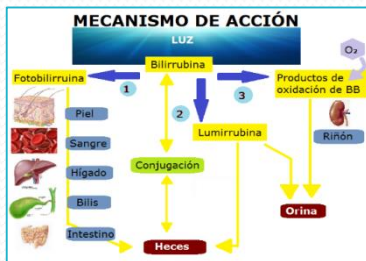 MECANISMO DE ACCIÓN
LUZ
Bilirrubina
O₂
Fotobilirruina
1
2
3
Productos de
oxidación de BB
Piel
Lumirrubina
Riñón
Sangre
Hígado
Conjugación
Bilis
Orina
Intestino
Heces